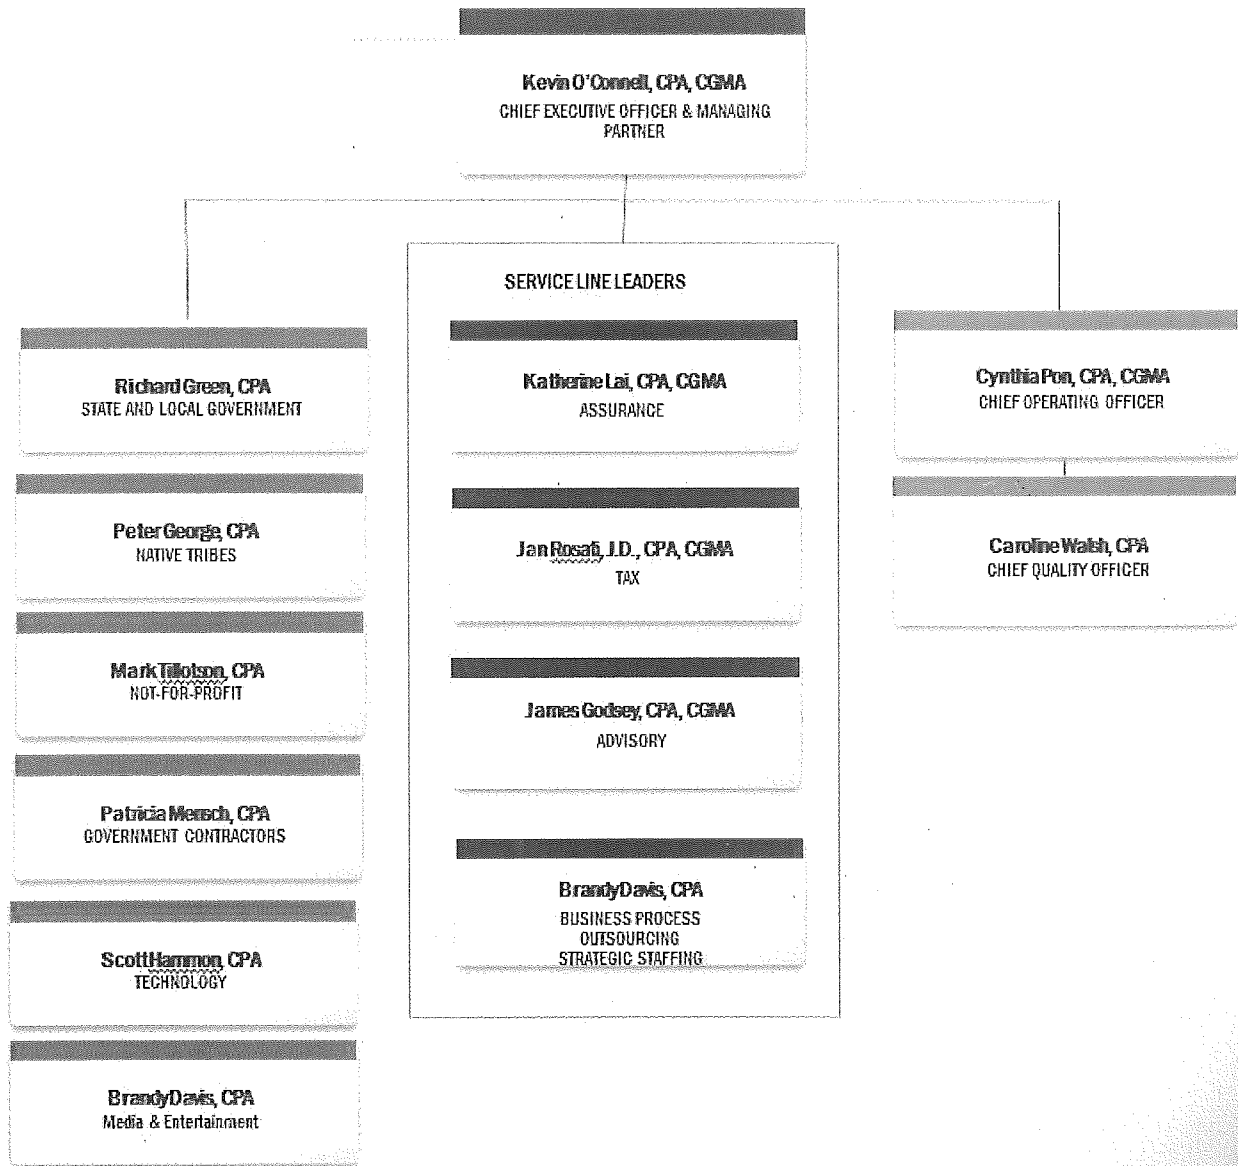 Kevin O'Connell, CPA, CGMA
CHIEF EXECUTIVE OFFICER & MANAGING
PARTNER
Richard Green, CPA
STATE AND LOCAL GOVERNMENT
Peter George, CPA
NATIVE TRIBES
Mark Tillotson, CPA
NOT-FOR-PROFIT
Patricia Mensch, CPA
GOVERNMENT CONTRACTORS
Scott Hammon, CPA
TECHNOLOGY
Brandy Davis, CPA
Media & Entertainment
SERVICE LINE LEADERS
Katherine Lai, CPA, CGMA
ASSURANCE
Jan Rosati, J.D., CPA, CGMA
TAX
James Godsey, CPA, CGMA
ADVISORY
Brandy Davis, CPA
BUSINESS PROCESS
OUTSOURCING
STRATEGIC STAFFING
Cynthia Pon, CPA, CGMA
CHIEF OPERATING OFFICER
Caroline Walsh, CPA
CHIEF QUALITY OFFICER